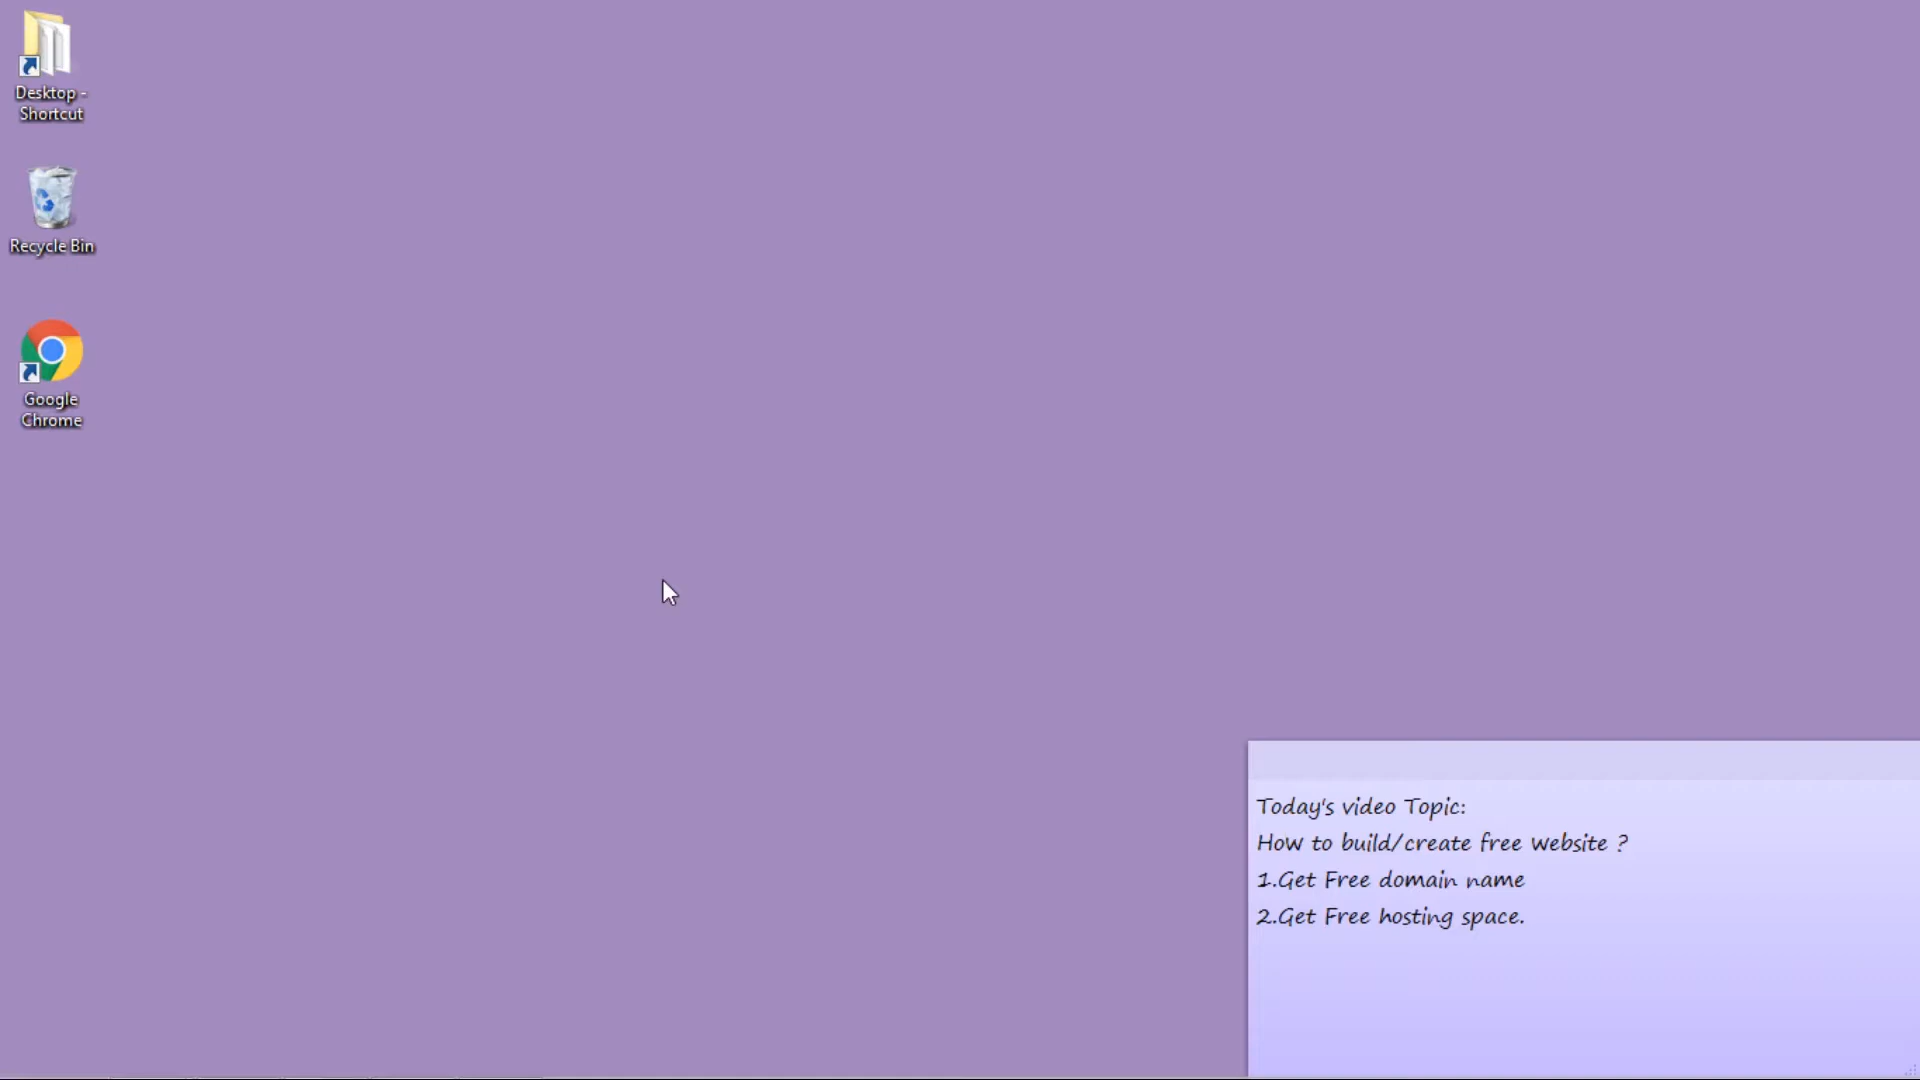 Desktop -
Shortcut
Recycle Bin
Google
Chrome
Today's video Topic:
How to build/create free website ?
1.Get Free domain name
2.Get Free hosting space.